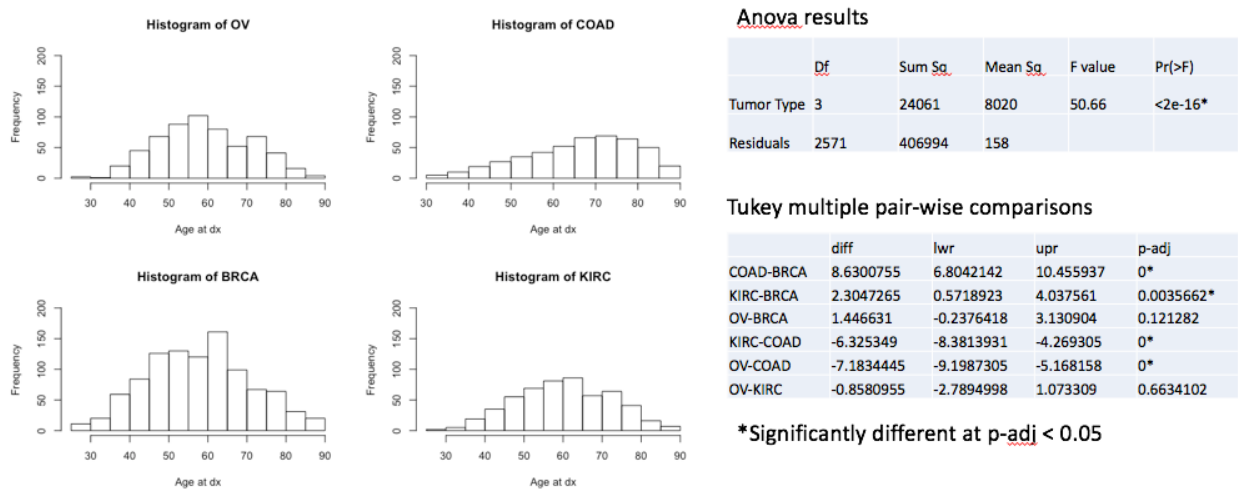 Histogram of OV
Frequency
0 50 100 150 200
30 40 50 60 70 80 90
Age at dx
Histogram of COAD
Frequency
0 50 100 150 200
30 40 50 60 70 80 90
Age at dx
Histogram of BRCA
Frequency
0 50 100 150 200
30 40 50 60 70 80 90
Age at dx
Histogram of KIRC
Frequency
0 50 100 150 200
30 40 50 60 70 80 90
Age at dx
Anova results
Df Sum Sq Mean Sq F value Pr(>F)
Tumor Type 3 24061 8020 50.66 <2e-16*
Residuals 2571 406994 158
Tukey multiple pair-wise comparisons
diff lwr upr p-adj
COAD-BRCA 8.6300755 6.8042142 10.455937 0*
KIRC-BRCA 2.3047265 0.5718923 4.037561 0.0035662*
OV-BRCA 1.446631 -0.2376418 3.130904 0.121282
KIRC-COAD -6.325349 -8.3813931 -4.269305 0*
OV-COAD -7.1834445 -9.1987305 -5.168158 0*
OV-KIRC -0.8580955 -2.7894998 1.073309 0.6634102
*Significantly different at p-adj < 0.05